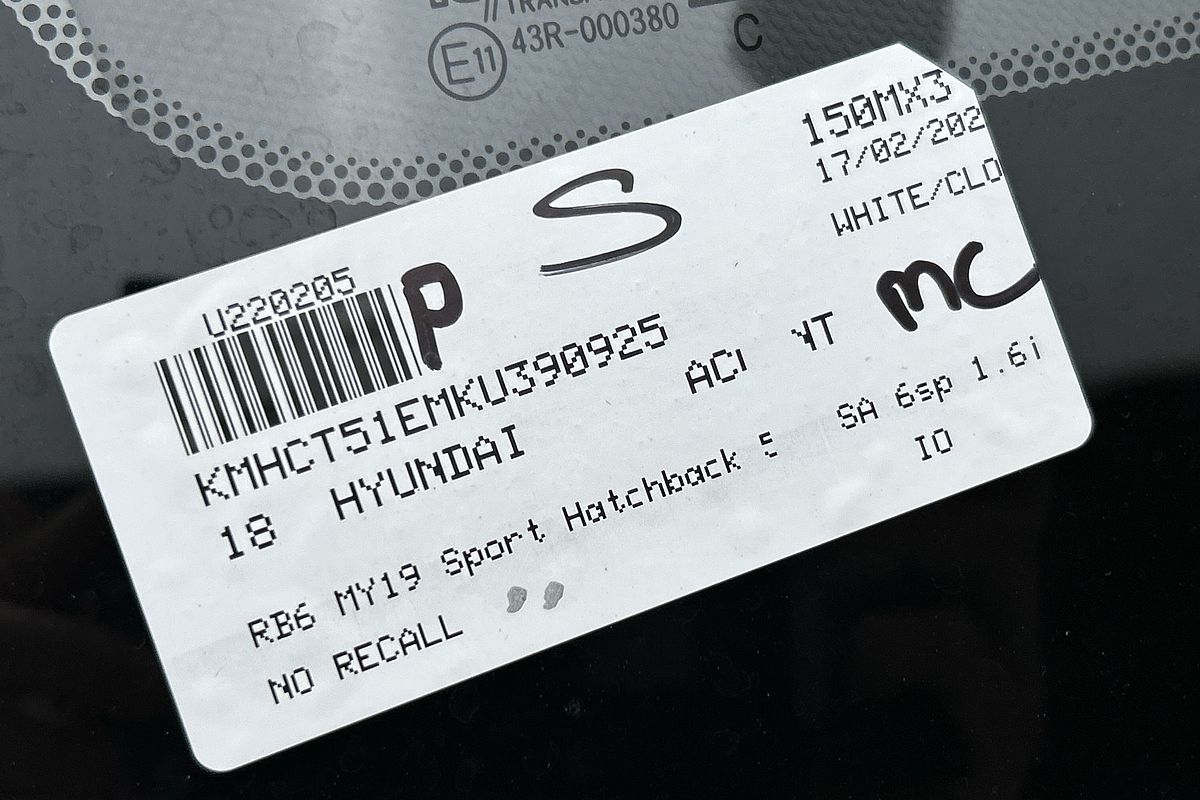 43R-000380
E11
C
150MX3
17/02/202
WHITE/CLO
S
U220205
P
MC
KMHCT51EMKU390925
18 HYUNDAI
RB6 MY19 Sport Hatchback 5 SA 6sp 1.6i
NO RECALL IO